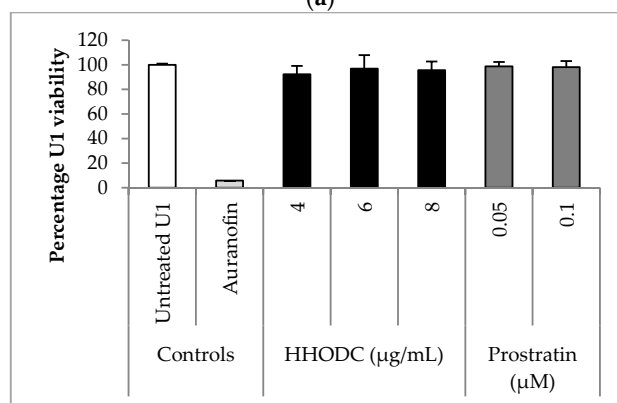 (a)
120
100
80
60
40
20
0
Percentage U1 viability
Untreated U1
Auranofin
4
6
8
0.05
0.1
Controls
HHODC (µg/mL)
Prostratin
(µM)